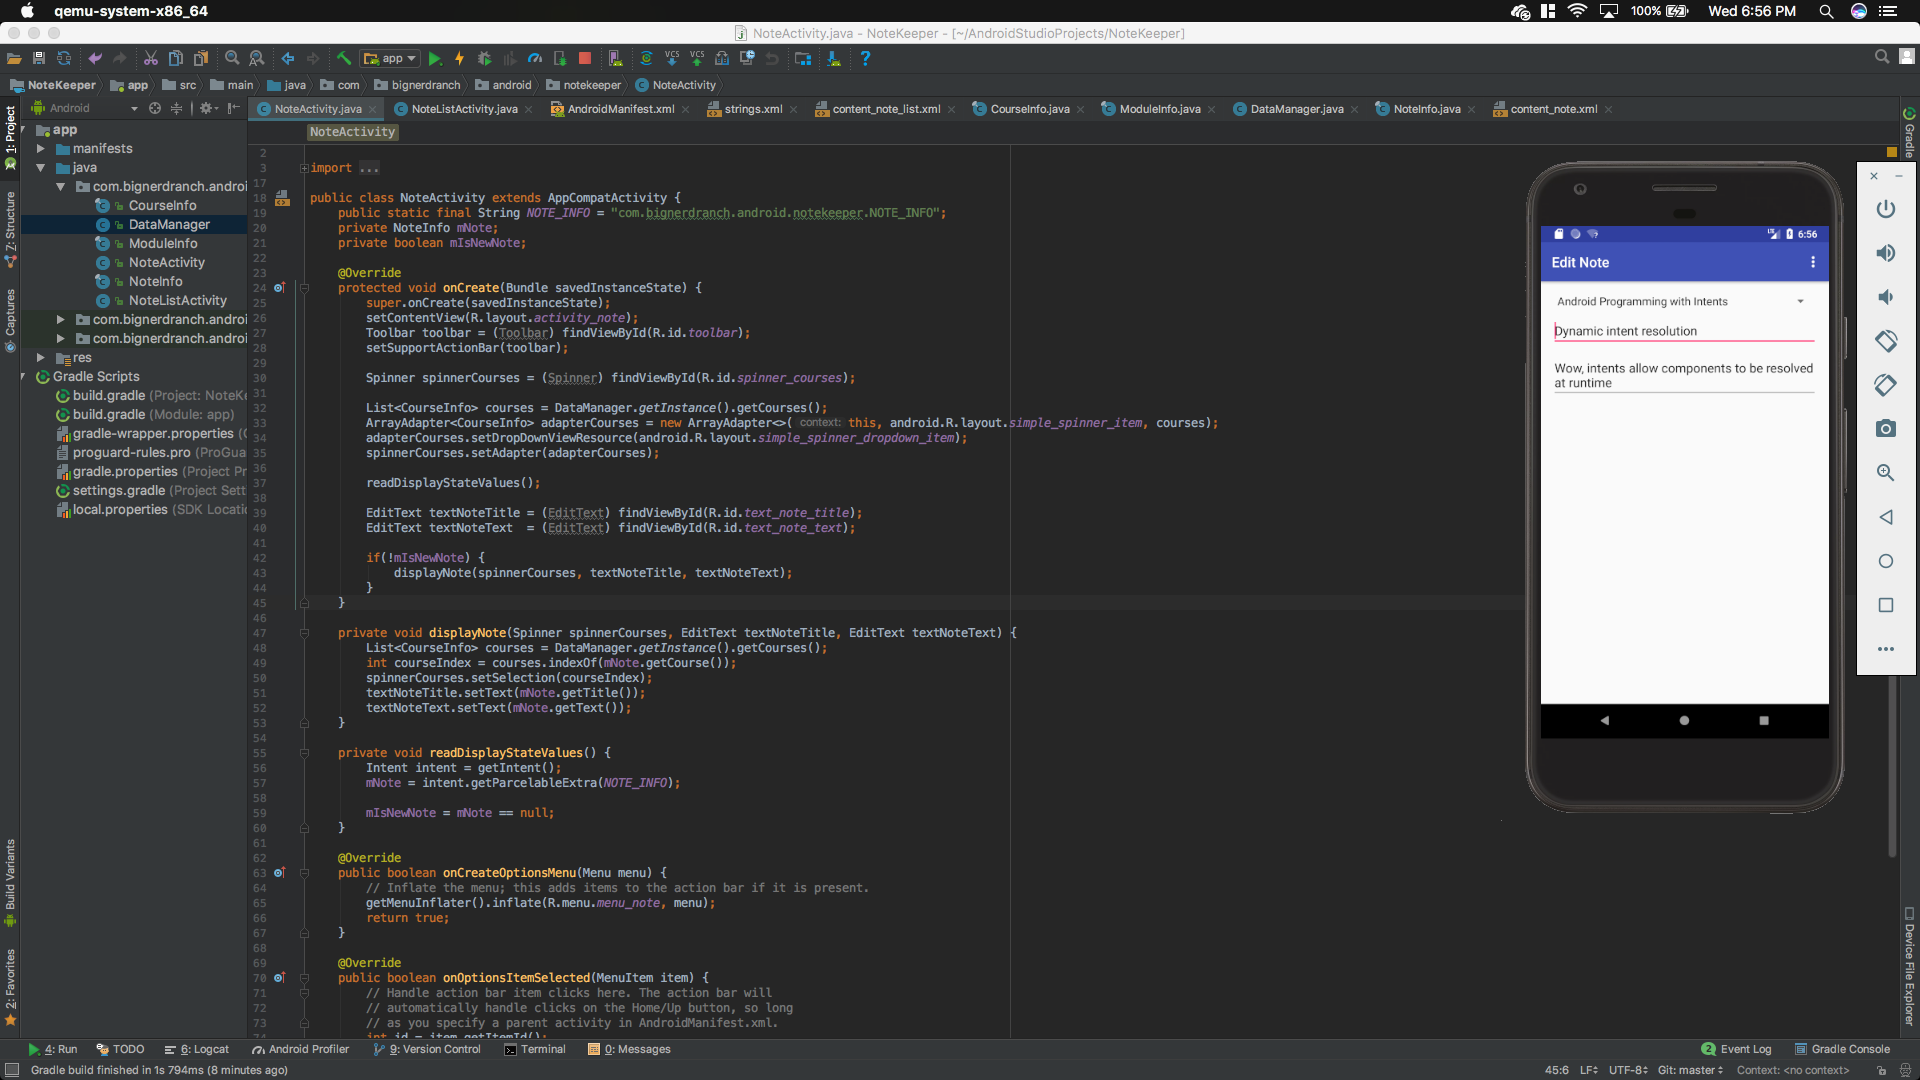 qemu-system-x86_64
100%
Wed 6:56 PM
NoteActivity.java - NoteKeeper - [~/AndroidStudioProjects/NoteKeeper]
app
NoteKeeper
app
src
main
java
com
bignerdranch
android
notekeeper
NoteActivity
Android
NoteActivity.java
NoteListActivity.java
AndroidManifest.xml
strings.xml
content_note_list.xml
CourseInfo.java
ModuleInfo.java
DataManager.java
NoteInfo.java
content_note.xml
NoteActivity
1: Project
Z: Structure
Captures
Build Variants
2: Favorites
app
manifests
java
com.bignerdranch.androi
CourseInfo
DataManager
ModuleInfo
NoteActivity
NoteInfo
NoteListActivity
com.bignerdranch.androi
com.bignerdranch.androi
res
Gradle Scripts
build.gradle (Project: NoteKe
build.gradle (Module: app)
gradle-wrapper.properties (G
proguard-rules.pro (ProGua
gradle.properties (Project Pr
settings.gradle (Project Sett
local.properties (SDK Locati
2
3 import ...
17
18 public class NoteActivity extends AppCompatActivity {
19 public static final String NOTE_INFO = "com.bignerdranch.android.notekeeper.NOTE_INFO";
20 private NoteInfo mNote;
21 private boolean mIsNewNote;
22
23 @Override
24 protected void onCreate(Bundle savedInstanceState) {
25 super.onCreate(savedInstanceState);
26 setContentView(R.layout.activity_note);
27 Toolbar toolbar = (Toolbar) findViewById(R.id.toolbar);
28 setSupportActionBar(toolbar);
29
30 Spinner spinnerCourses = (Spinner) findViewById(R.id.spinner_courses);
31
32 List<CourseInfo> courses = DataManager.getInstance().getCourses();
33 ArrayAdapter<CourseInfo> adapterCourses = new ArrayAdapter<>( context: this, android.R.layout.simple_spinner_item, courses);
34 adapterCourses.setDropDownViewResource(android.R.layout.simple_spinner_dropdown_item);
35 spinnerCourses.setAdapter(adapterCourses);
36
37 readDisplayStateValues();
38
39 EditText textNoteTitle = (EditText) findViewById(R.id.text_note_title);
40 EditText textNoteText = (EditText) findViewById(R.id.text_note_text);
41
42 if(!mIsNewNote) {
43 displayNote(spinnerCourses, textNoteTitle, textNoteText);
44 }
45 }
46
47 private void displayNote(Spinner spinnerCourses, EditText textNoteTitle, EditText textNoteText) {
48 List<CourseInfo> courses = DataManager.getInstance().getCourses();
49 int courseIndex = courses.indexOf(mNote.getCourse());
50 spinnerCourses.setSelection(courseIndex);
51 textNoteTitle.setText(mNote.getTitle());
52 textNoteText.setText(mNote.getText());
53 }
54
55 private void readDisplayStateValues() {
56 Intent intent = getIntent();
57 mNote = intent.getParcelableExtra(NOTE_INFO);
58
59 mIsNewNote = mNote == null;
60 }
61
62 @Override
63 public boolean onCreateOptionsMenu(Menu menu) {
64 // Inflate the menu; this adds items to the action bar if it is present.
65 getMenuInflater().inflate(R.menu.menu_note, menu);
66 return true;
67 }
68
69 @Override
70 public boolean onOptionsItemSelected(MenuItem item) {
71 // Handle action bar item clicks here. The action bar will
72 // automatically handle clicks on the Home/Up button, so long
73 // as you specify a parent activity in AndroidManifest.xml.
74 int id = item.getItemId();
6:56
Edit Note
Android Programming with Intents
Dynamic intent resolution
Wow, intents allow components to be resolved
at runtime
Gradle
Device File Explorer
4: Run
TODO
6: Logcat
Android Profiler
9: Version Control
Terminal
0: Messages
2 Event Log
Gradle Console
Gradle build finished in 1s 794ms (8 minutes ago)
45:6
LF
UTF-8
Git: master
Context: <no context>